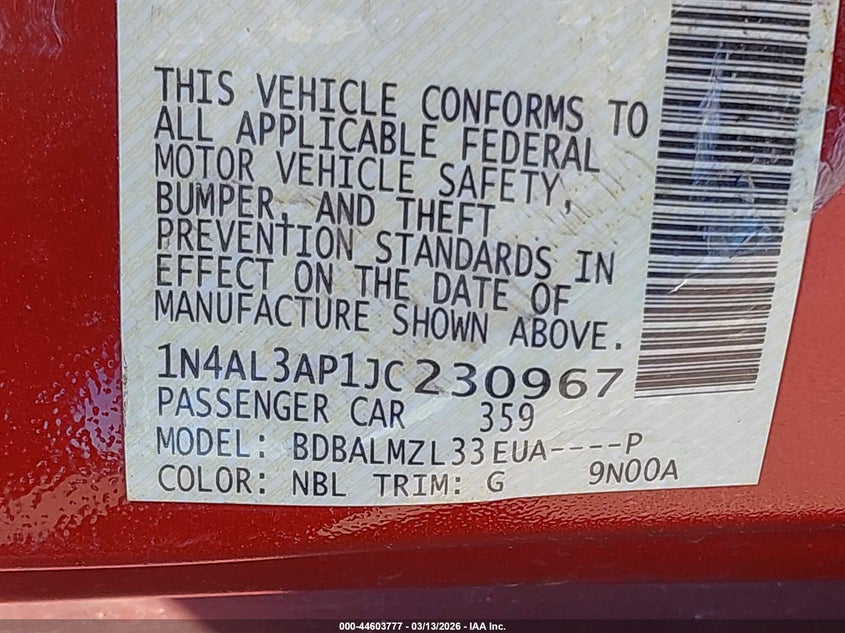 THIS VEHICLE CONFORMS TO
ALL APPLICABLE FEDERAL
MOTOR VEHICLE SAFETY,
BUMPER, AND THEFT
PREVENTION STANDARDS IN
EFFECT ON THE DATE OF
MANUFACTURE SHOWN ABOVE.
1N4AL3AP1JC230967
PASSENGER CAR 359
MODEL: BDBALMZL33EUA----P
COLOR: NBL TRIM: G 9N00A
000-44603777 - 03/13/2026 - IAA Inc.